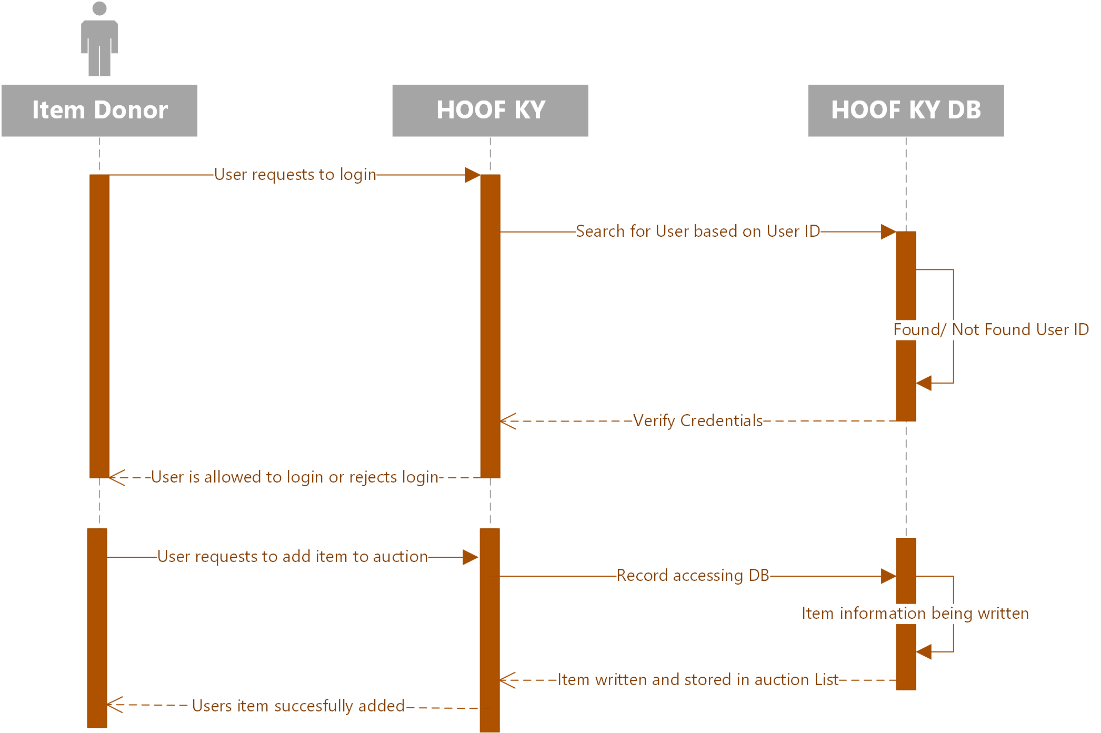 Item Donor
HOOF KY
HOOF KY DB
User requests to login
Search for User based on User ID
Found/ Not Found User ID
Verify Credentials
User is allowed to login or rejects login
User requests to add item to auction
Record accessing DB
Item information being written
Item written and stored in auction List
Users item succesfully added